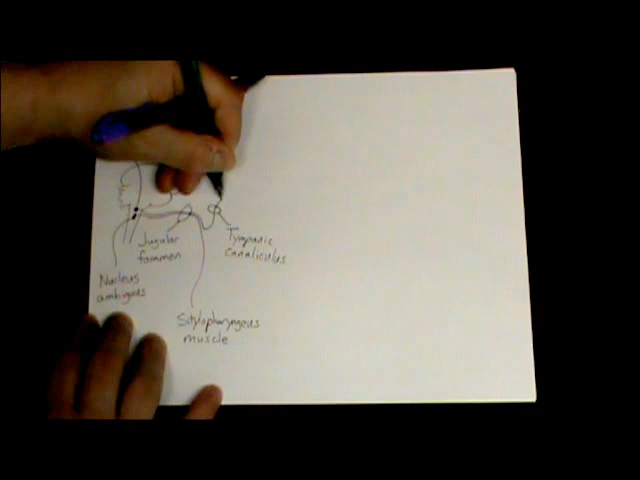 Jugular
foramen
Tympanic
canaliculus
Nucleus
ambiguus
Stylopharyngeus
muscle